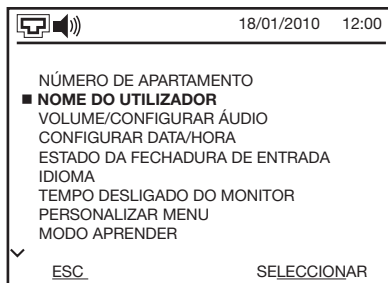 18/01/2010 12:00
NÚMERO DE APARTAMENTO
NOME DO UTILIZADOR
VOLUME/CONFIGURAR ÁUDIO
CONFIGURAR DATA/HORA
ESTADO DA FECHADURA DE ENTRADA
IDIOMA
TEMPO DESLIGADO DO MONITOR
PERSONALIZAR MENU
MODO APRENDER
ESC SELECCIONAR